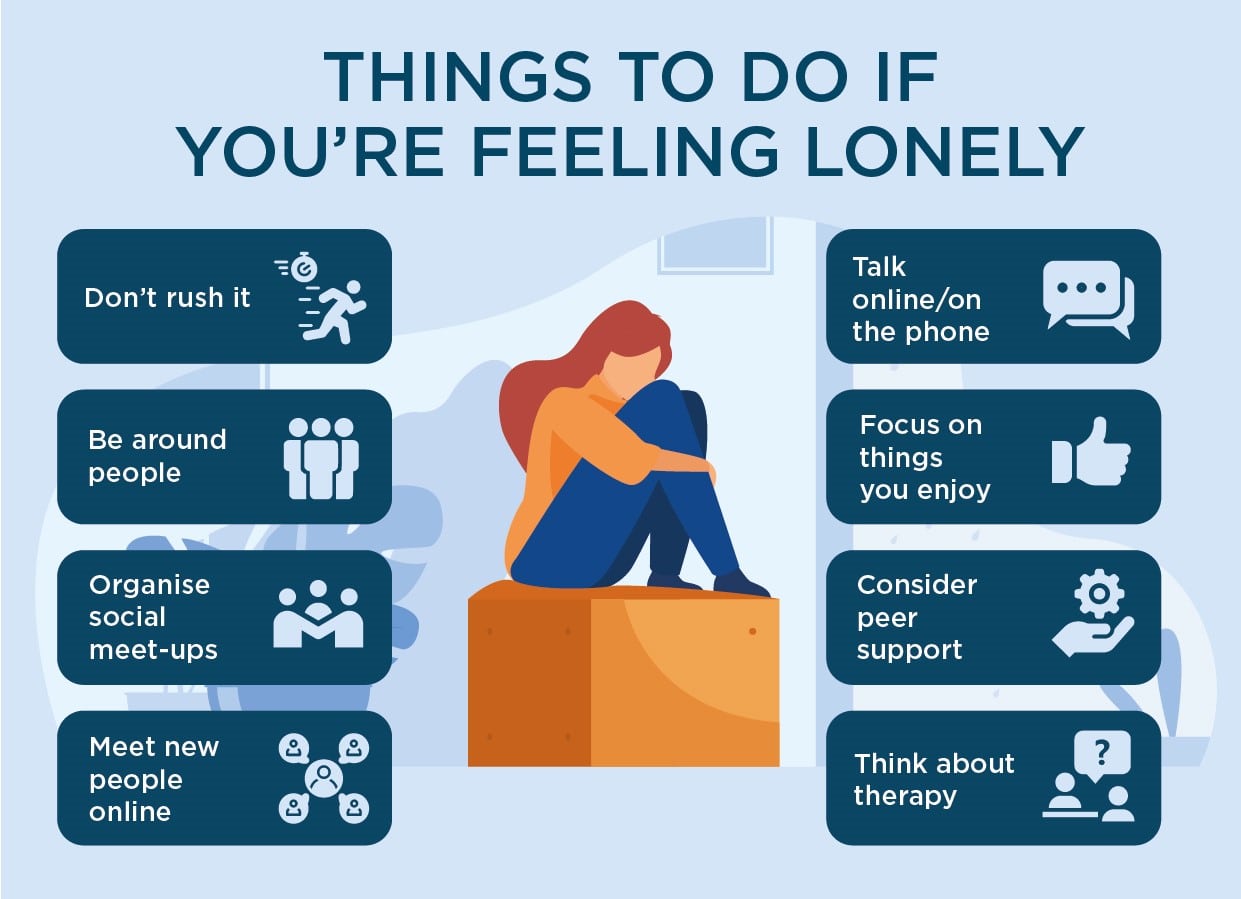 THINGS TO DO IF
YOU’RE FEELING LONELY
Don’t rush it
Be around
people
Organise
social
meet-ups
Meet new
people
online
Talk
online/on
the phone
Focus on
things
you enjoy
Consider
peer
support
?
Think about
therapy